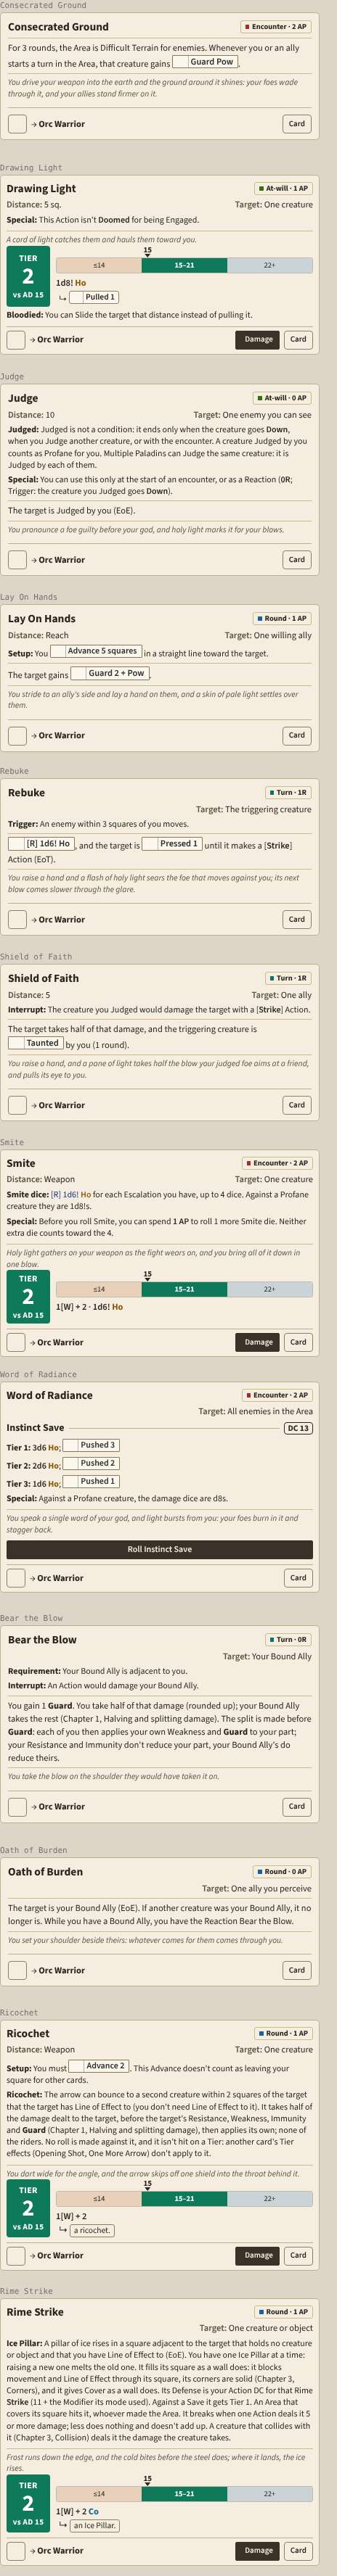 Consecrated Ground
Consecrated Ground
Encounter · 2 AP
For 3 rounds, the Area is Difficult Terrain for enemies. Whenever you or an ally
starts a turn in the Area, that creature gains Guard Pow.
You drive your weapon into the earth and the ground around it shines: your foes wade
through it, and your allies stand firmer on it.
→ Orc Warrior
Card
Drawing Light
Drawing Light
At-will · 1 AP
Distance: 5 sq.
Target: One creature
Special: This Action isn't Doomed for being Engaged.
A card of light catches them and hauls them toward you.
TIER
2
vs AD 15
15
≤14
15–21
22+
1d8! Ho
↪ Pulled 1
Bloodied: You can Slide the target that distance instead of pulling it.
→ Orc Warrior
Damage
Card
Judge
Judge
At-will · 0 AP
Distance: 10
Target: One enemy you can see
Judged: Judged is not a condition: it ends only when the creature goes Down,
when you Judge another creature, or with the encounter. A creature Judged by you
counts as Profane for you. Multiple Paladins can Judge the same creature: it is
Judged by each of them.
Special: You can use this only at the start of an encounter, or as a Reaction (0R;
Trigger: the creature you Judged goes Down).
The target is Judged by you (EoE).
You pronounce a foe guilty before your god, and holy light marks it for your blows.
→ Orc Warrior
Card
Lay On Hands
Lay On Hands
Round · 1 AP
Distance: Reach
Target: One willing ally
Setup: You Advance 5 squares in a straight line toward the target.
The target gains Guard 2 + Pow.
You stride to an ally's side and lay a hand on them, and a skin of pale light settles over
them.
→ Orc Warrior
Card
Rebuke
Rebuke
Turn · 1R
Target: The triggering creature
Trigger: An enemy within 3 squares of you moves.
[R] 1d6! Ho, and the target is Pressed 1 until it makes a [Strike]
Action (EoT).
You raise a hand and a flash of holy light sears the foe that moves against you; its next
blow comes slower through the glare.
→ Orc Warrior
Card
Shield of Faith
Shield of Faith
Turn · 1R
Distance: 5
Target: One ally
Interrupt: The creature you Judged would damage the target with a [Strike] Action.
The target takes half of that damage, and the triggering creature is
Taunted by you (1 round).
You raise a hand, and a pane of light takes half the blow your judged foe aims at a friend,
and pulls its eye to you.
→ Orc Warrior
Card
Smite
Smite
Encounter · 2 AP
Distance: Weapon
Target: One creature
Smite dice: [R] 1d6! Ho for each Escalation you have, up to 4 dice. Against a Profane
creature they are 1d8!s.
Special: Before you roll Smite, you can spend 1 AP to roll 1 more Smite die. Neither
extra die counts toward the 4.
Holy light gathers on your weapon as the fight wears on, and you bring all of it down in
one blow.
TIER
2
vs AD 15
15
≤14
15–21
22+
1[W] + 2 · 1d6! Ho
→ Orc Warrior
Damage
Card
Word of Radiance
Word of Radiance
Encounter · 2 AP
Target: All enemies in the Area
Instinct Save
DC 13
Tier 1: 3d6 Ho; Pushed 3
Tier 2: 2d6 Ho; Pushed 2
Tier 3: 1d6 Ho; Pushed 1
Special: Against a Profane creature, the damage dice are d8s.
You speak a single word of your god, and light bursts from you: your foes burn in it and
stagger back.
Roll Instinct Save
→ Orc Warrior
Card
Bear the Blow
Bear the Blow
Turn · 0R
Target: Your Bound Ally
Requirement: Your Bound Ally is adjacent to you.
Interrupt: An Action would damage your Bound Ally.
You gain 1 Guard. You take half of that damage (rounded up); your Bound Ally
takes the rest (Chapter 1, Halving and splitting damage). The split is made before
Guard: each of you then applies your own Weakness and Guard to your part;
your Resistance and Immunity don't reduce your part, your Bound Ally's do
reduce theirs.
You take the blow on the shoulder they would have taken it on.
→ Orc Warrior
Card
Oath of Burden
Oath of Burden
Round · 0 AP
Target: One ally you perceive
The target is your Bound Ally (EoE). If another creature was your Bound Ally, it no
longer is. While you have a Bound Ally, you have the Reaction Bear the Blow.
You set your shoulder beside theirs: whatever comes for them comes through you.
→ Orc Warrior
Card
Ricochet
Ricochet
Round · 1 AP
Distance: Weapon
Target: One creature
Setup: You must Advance 2. This Advance doesn't count as leaving your
square for other cards.
Ricochet: The arrow can bounce to a second creature within 2 squares of the target
that the target has Line of Effect to (you don't need Line of Effect to it). It takes half of
the damage dealt to the target, before the target's Resistance, Weakness, Immunity
and Guard (Chapter 1, Halving and splitting damage), then applies its own; none of
the riders. No roll is made against it, and it isn't hit on a Tier: another card's Tier
effects (Opening Shot, One More Arrow) don't apply to it.
You dart wide for the angle, and the arrow skips off one shield into the throat behind it.
TIER
2
vs AD 15
15
≤14
15–21
22+
1[W] + 2
↪ a ricochet.
→ Orc Warrior
Damage
Card
Rime Strike
Rime Strike
Round · 1 AP
Target: One creature or object
Ice Pillar: A pillar of ice rises in a square adjacent to the target that holds no creature
or object and that you have Line of Effect to (EoE). You have one Ice Pillar at a time:
raising a new one melts the old one. It fills its square as a wall does: it blocks
movement and Line of Effect through its square, its corners are solid (Chapter 3,
Corners), and it gives Cover as a wall does. Its Defense is your Action DC for that Rime
Strike (11 + the Modifier its mode used). Against a Save it gets Tier 1. An Area that
covers its square hits it, whoever made the Area. It breaks when one Action deals it 5
or more damage; less does nothing and doesn't add up. A creature that collides with
it (Chapter 3, Collision) deals it the damage the creature takes.
Frost runs down the edge, and the cold bites before the steel does; where it lands, the ice
rises.
TIER
2
vs AD 15
15
≤14
15–21
22+
1[W] + 2 Co
↪ an Ice Pillar.
→ Orc Warrior
Damage
Card